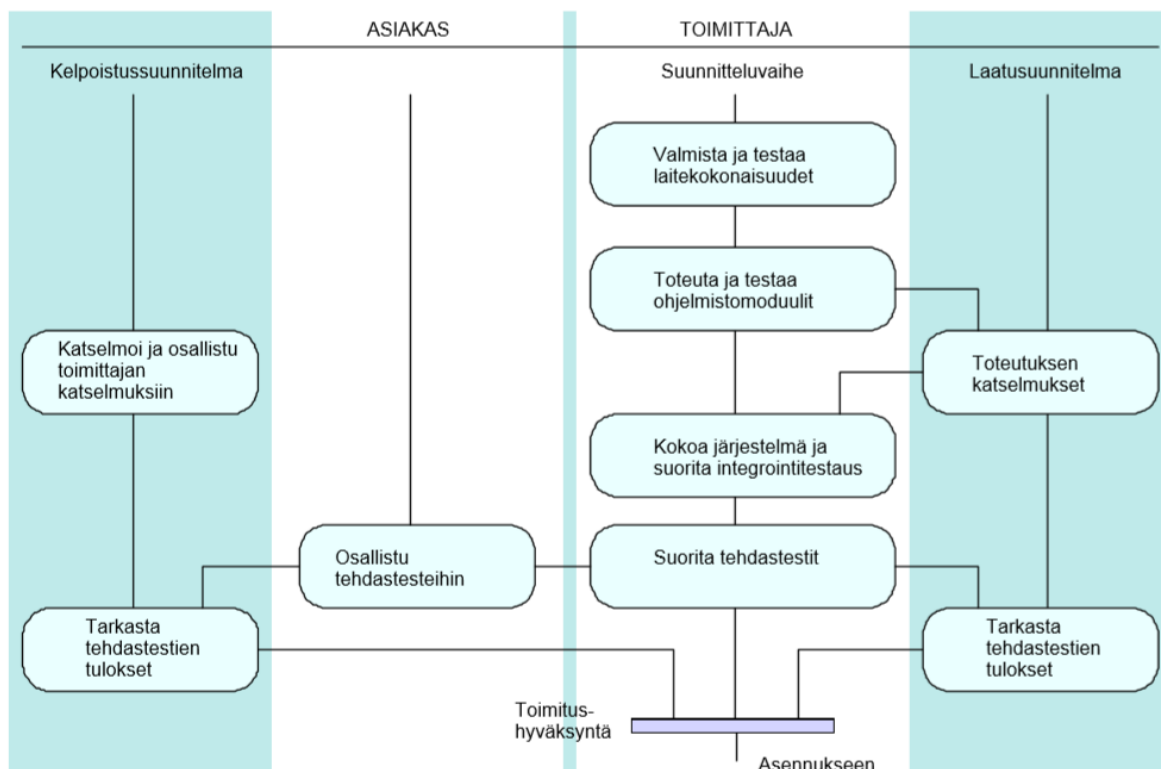 ASIAKAS
TOIMITTAJA
Kelpoistussuunnitelma
Suunnitteluvaihe
Laatusuunnitelma
Valmista ja testaa
laitekokonaisuudet
Toteuta ja testaa
ohjelmistomoduulit
Katselmoi ja osallistu
toimittajan
katselmuksiin
Toteutuksen
katselmukset
Kokoa järjestelmä ja
suorita integrointitestaus
Osallistu
tehdastesteihin
Suorita tehdastestit
Tarkasta
tehdastestien
tulokset
Tarkasta
tehdastestien
tulokset
Toimitus-
hyväksyntä
Asennukseen